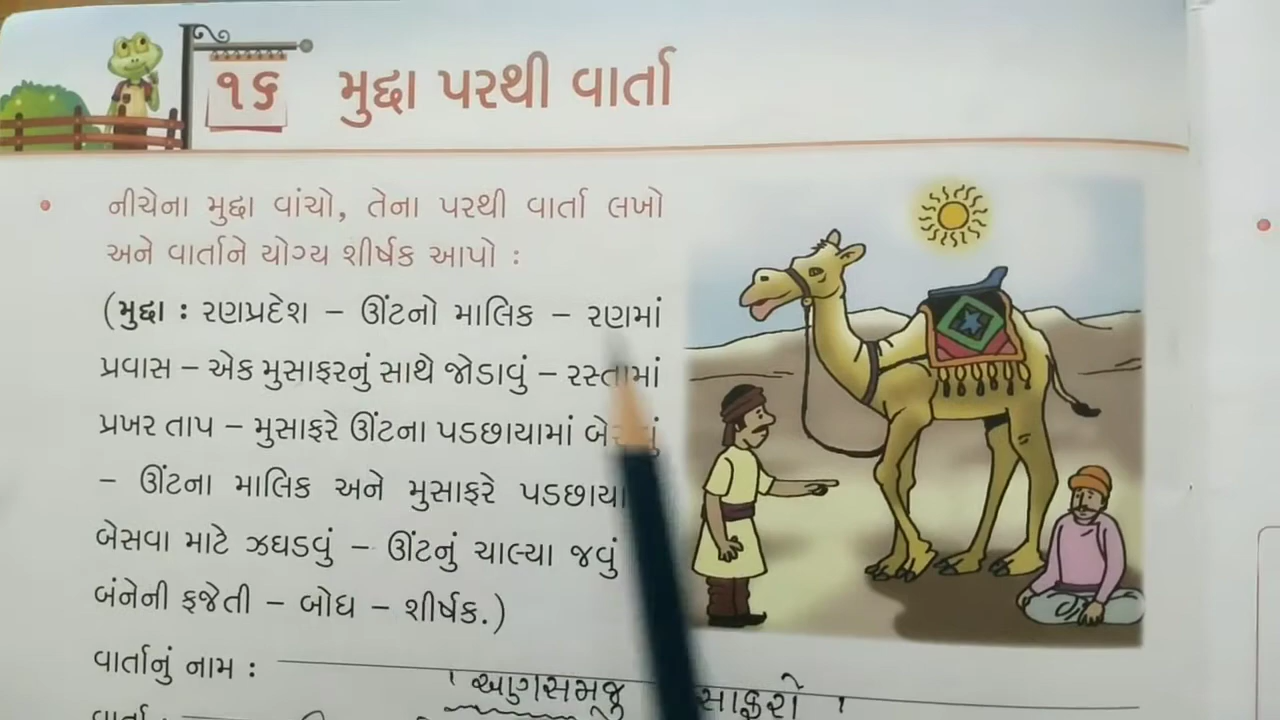 ૧૬ મુદ્દા પરથી વાર્તા
નીચેના મુદ્દા વાંચો, તેના પરથી વાર્તા લખો
અને વાર્તાને યોગ્ય શીર્ષક આપો :
(મુદ્દા : રણપ્રદેશ – ઊંટનો માલિક – રણમાં
પ્રવાસ – એક મુસાફરનું સાથે જોડાવું – રસ્તામાં
પ્રખર તાપ – મુસાફરે ઊંટના પડછાયામાં
– ઊંટના માલિક અને મુસાફરે
બેસવા માટે ઝઘડવું – ઊંટનું ચાલ્યા જવું
બંનેની ફજેતી – બોધ – શીર્ષક.)
વાર્તાનું નામ :
' આણસમજુ